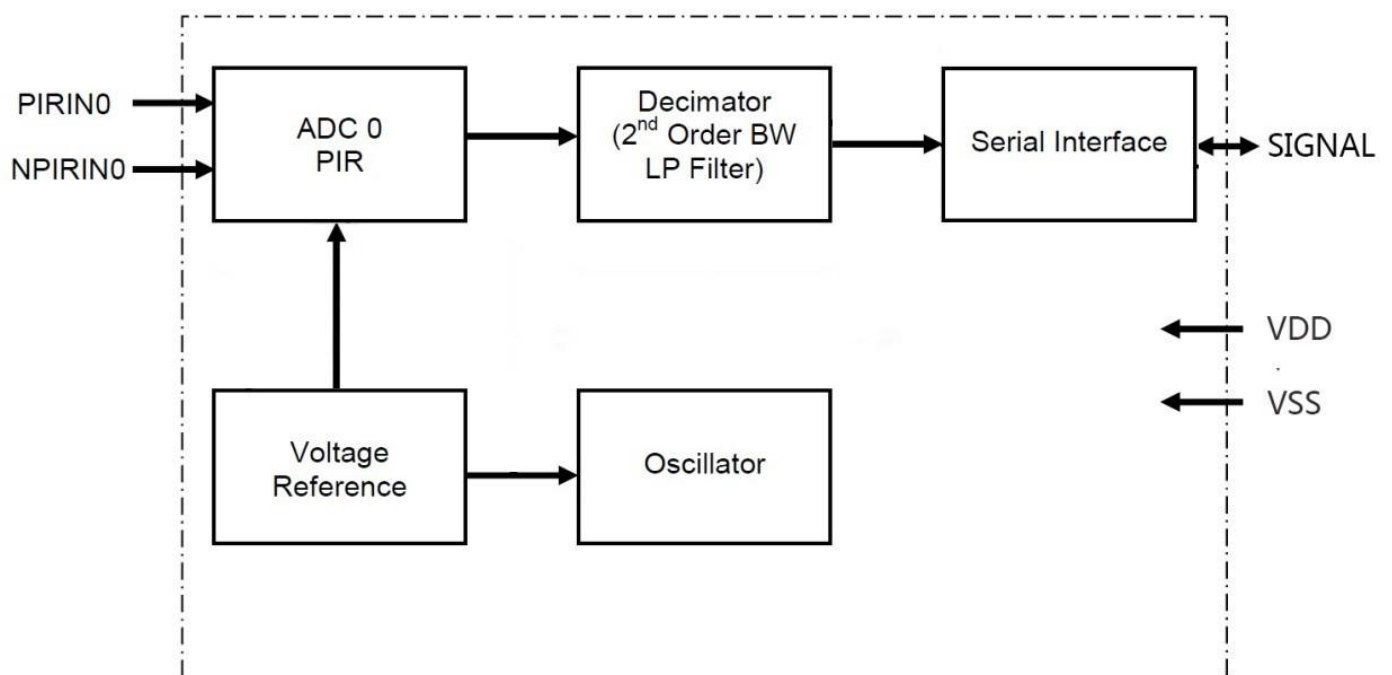 PIRIN0
NPIRIN0
ADC 0
PIR
Decimator
(2nd Order BW
LP Filter)
Serial Interface
SIGNAL
VDD
VSS
Voltage
Reference
Oscillator